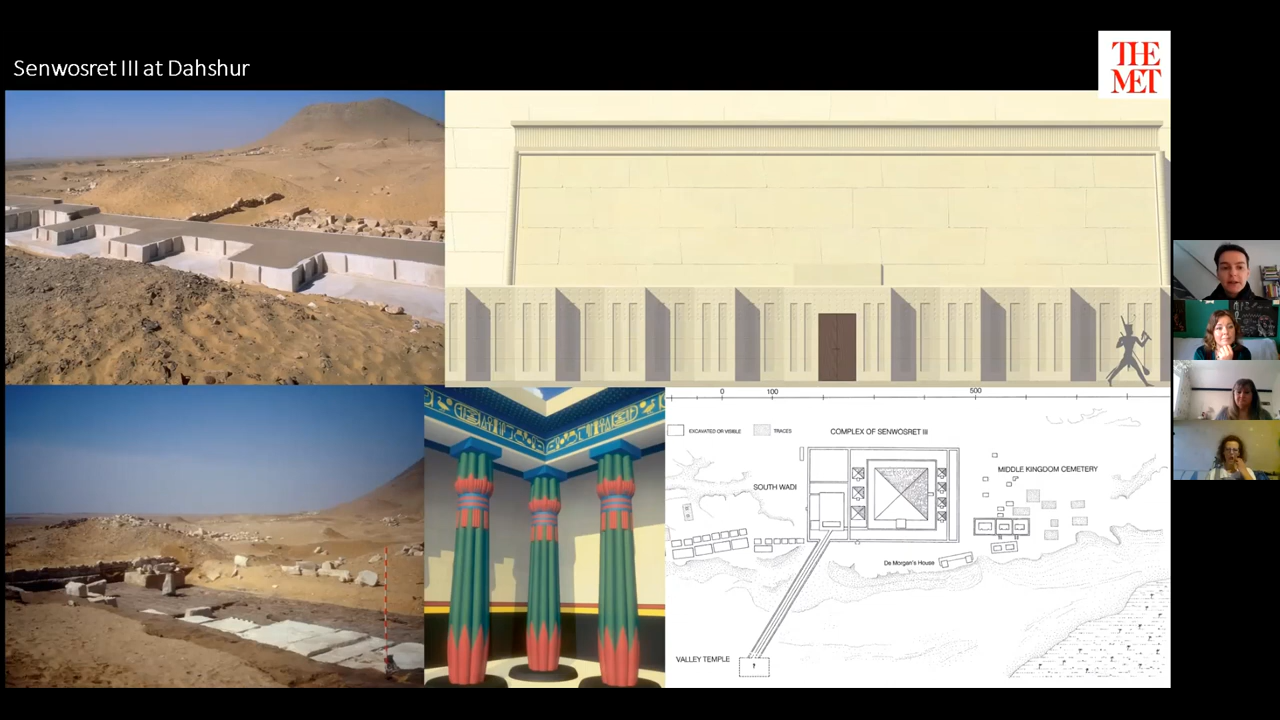 Senwosret III at Dahshur
THE
MET
0
100
500
EXCAVATED OR VISIBLE
TRACES
COMPLEX OF SENWOSRET III
MIDDLE KINGDOM CEMETERY
SOUTH WADI
De Morgan's House
VALLEY TEMPLE
?